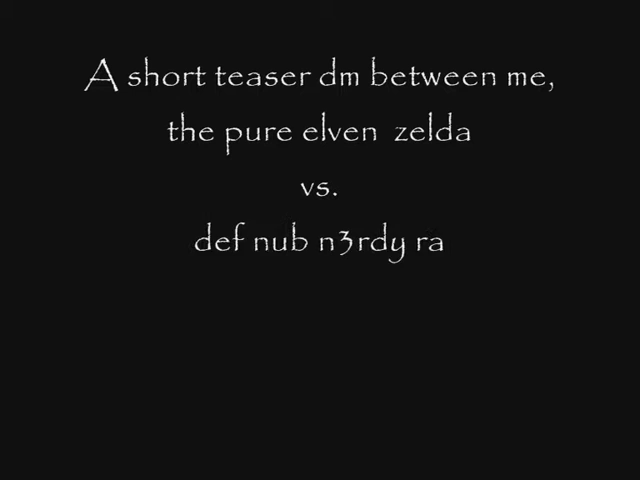 A short teaser dm between me,
the pure elven zelda
vs.
def nub n3rdy ra